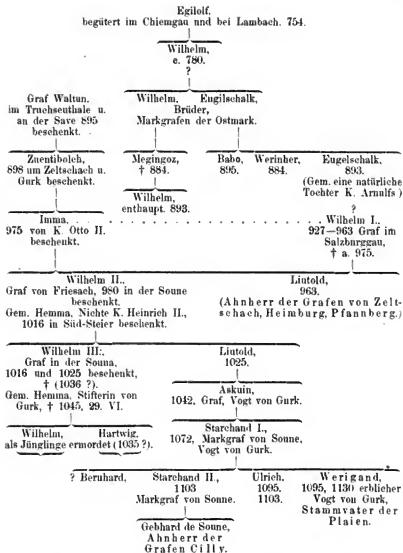 Egilolf,
begütert im Chiemgau und bei Lambach. 754.
Wilhelm,
c. 780.
?
Graf Waltun,
im Truchsenthale u.
an der Save 895
beschenkt.
Wilhelm, Engilschalk,
Brüder,
Markgrafen der Ostmark.
Zuentibolch,
898 um Zeltschach u.
Gurk beschenkt.
Megingoz,
† 884.
Babo,
895.
Werinher,
884.
Engelschalk,
893.
(Gem. eine natürliche
Tochter K. Arnulfs)
Wilhelm,
enthaupt. 893.
?
Imma,
975 von K. Otto II.
beschenkt.
Wilhelm I.,
927—963 Graf im
Salzburggau,
† a. 975.
Wilhelm II.,
Graf von Friesach, 980 in der Soune
beschenkt.
Gem. Hemma, Nichte K. Heinrich II.,
1016 in Süd-Steier beschenkt.
Liutold,
963.
(Ahnherr der Grafen von Zelt-
schach, Heimburg, Pfannberg.)
Wilhelm III.,
Graf in der Souna,
1016 und 1025 beschenkt,
† (1036 ?).
Gem. Hemma, Stifterin von
Gurk, † 1045, 29. VI.
Liutold,
1025.
Askuin,
1042, Graf, Vogt von Gurk.
Wilhelm, Hartwig,
als Jünglinge ermordet (1035 ?).
Starchand I.,
1072, Markgraf von Soune,
Vogt von Gurk.
? Bernhard,
Starchand II.,
1103
Markgraf von Soune.
Ulrich,
1095.
1103.
Werigand,
1095, 1130 erblicher
Vogt von Gurk,
Stammvater der
Plaien.
Gebhard de Soune,
Ahnherr der
Grafen Cilly.